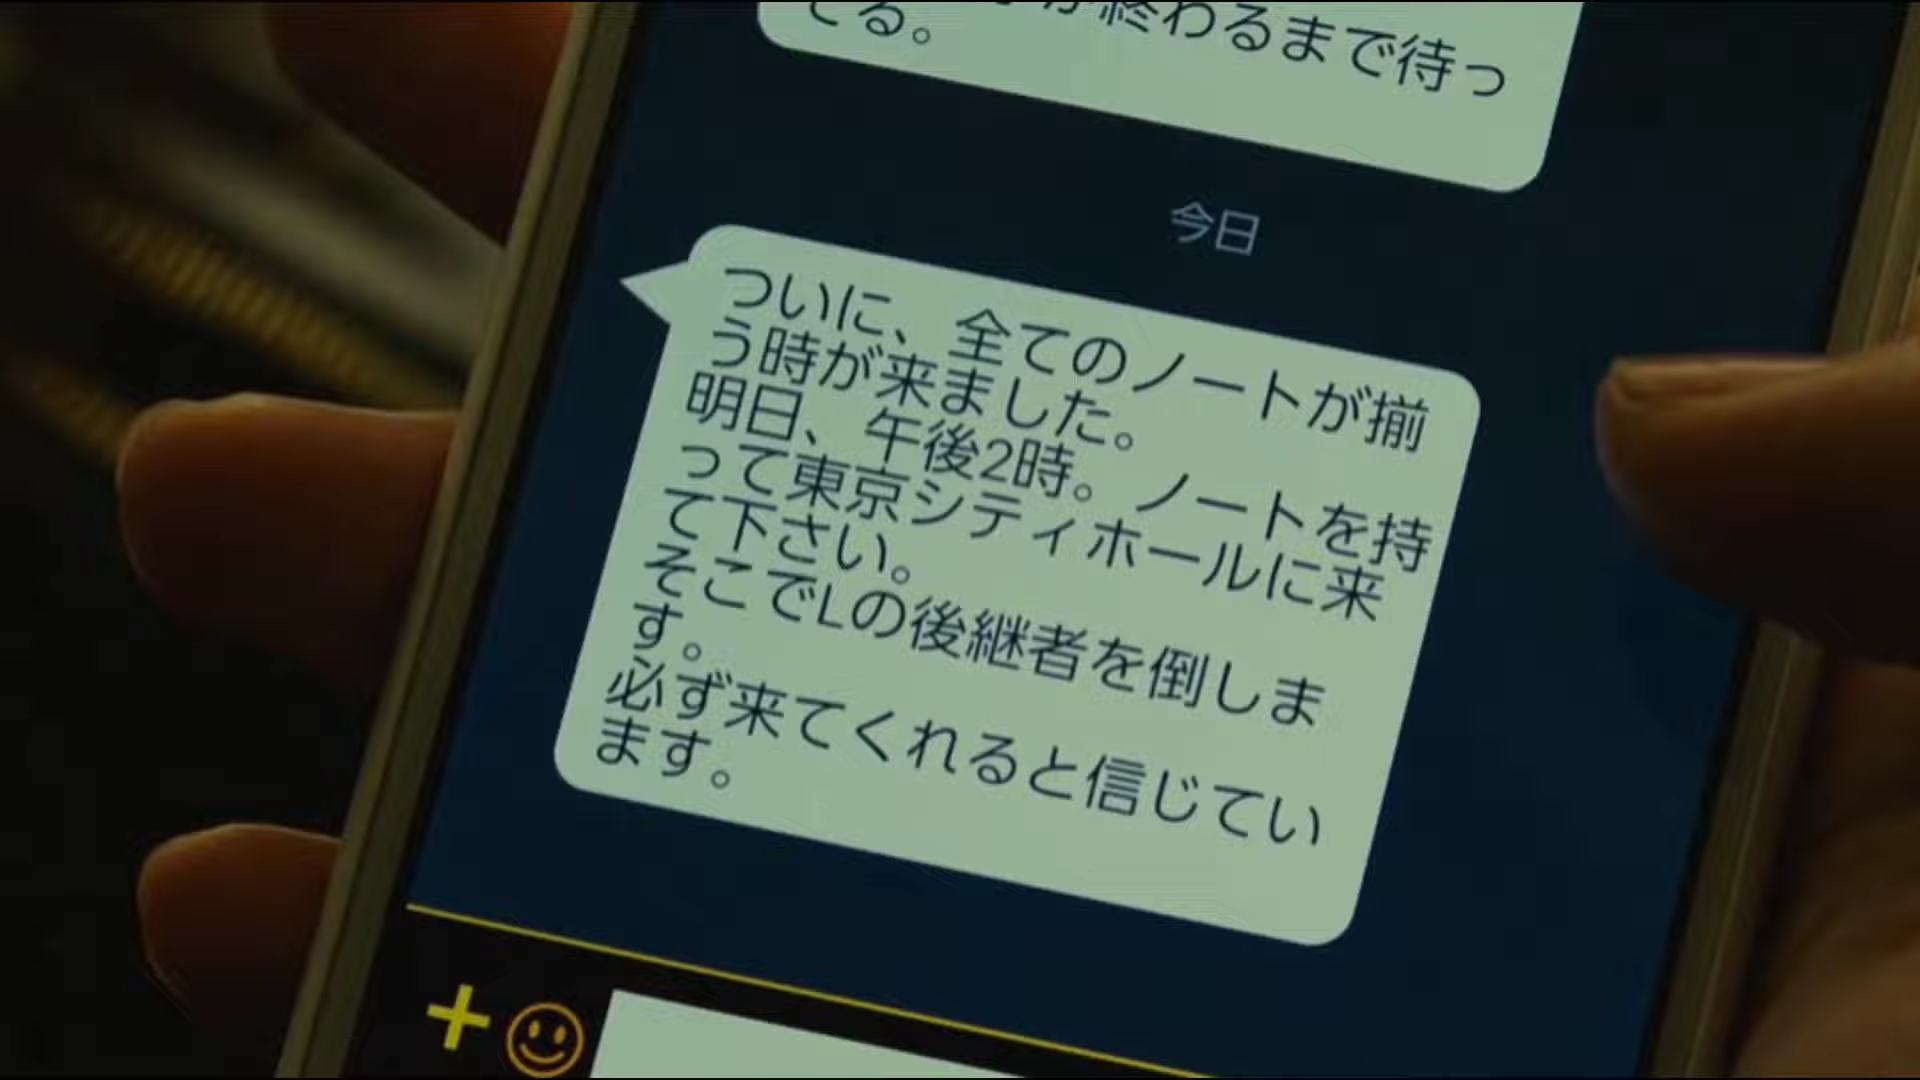 終わるまで待っ
てる。
今日
ついに、全てのノートが揃
う時が来ました。
明日、午後2時。ノートを持
って東京シティホールに来
て下さい。
そこでLの後継者を倒しま
す。
必ず来てくれると信じてい
ます。